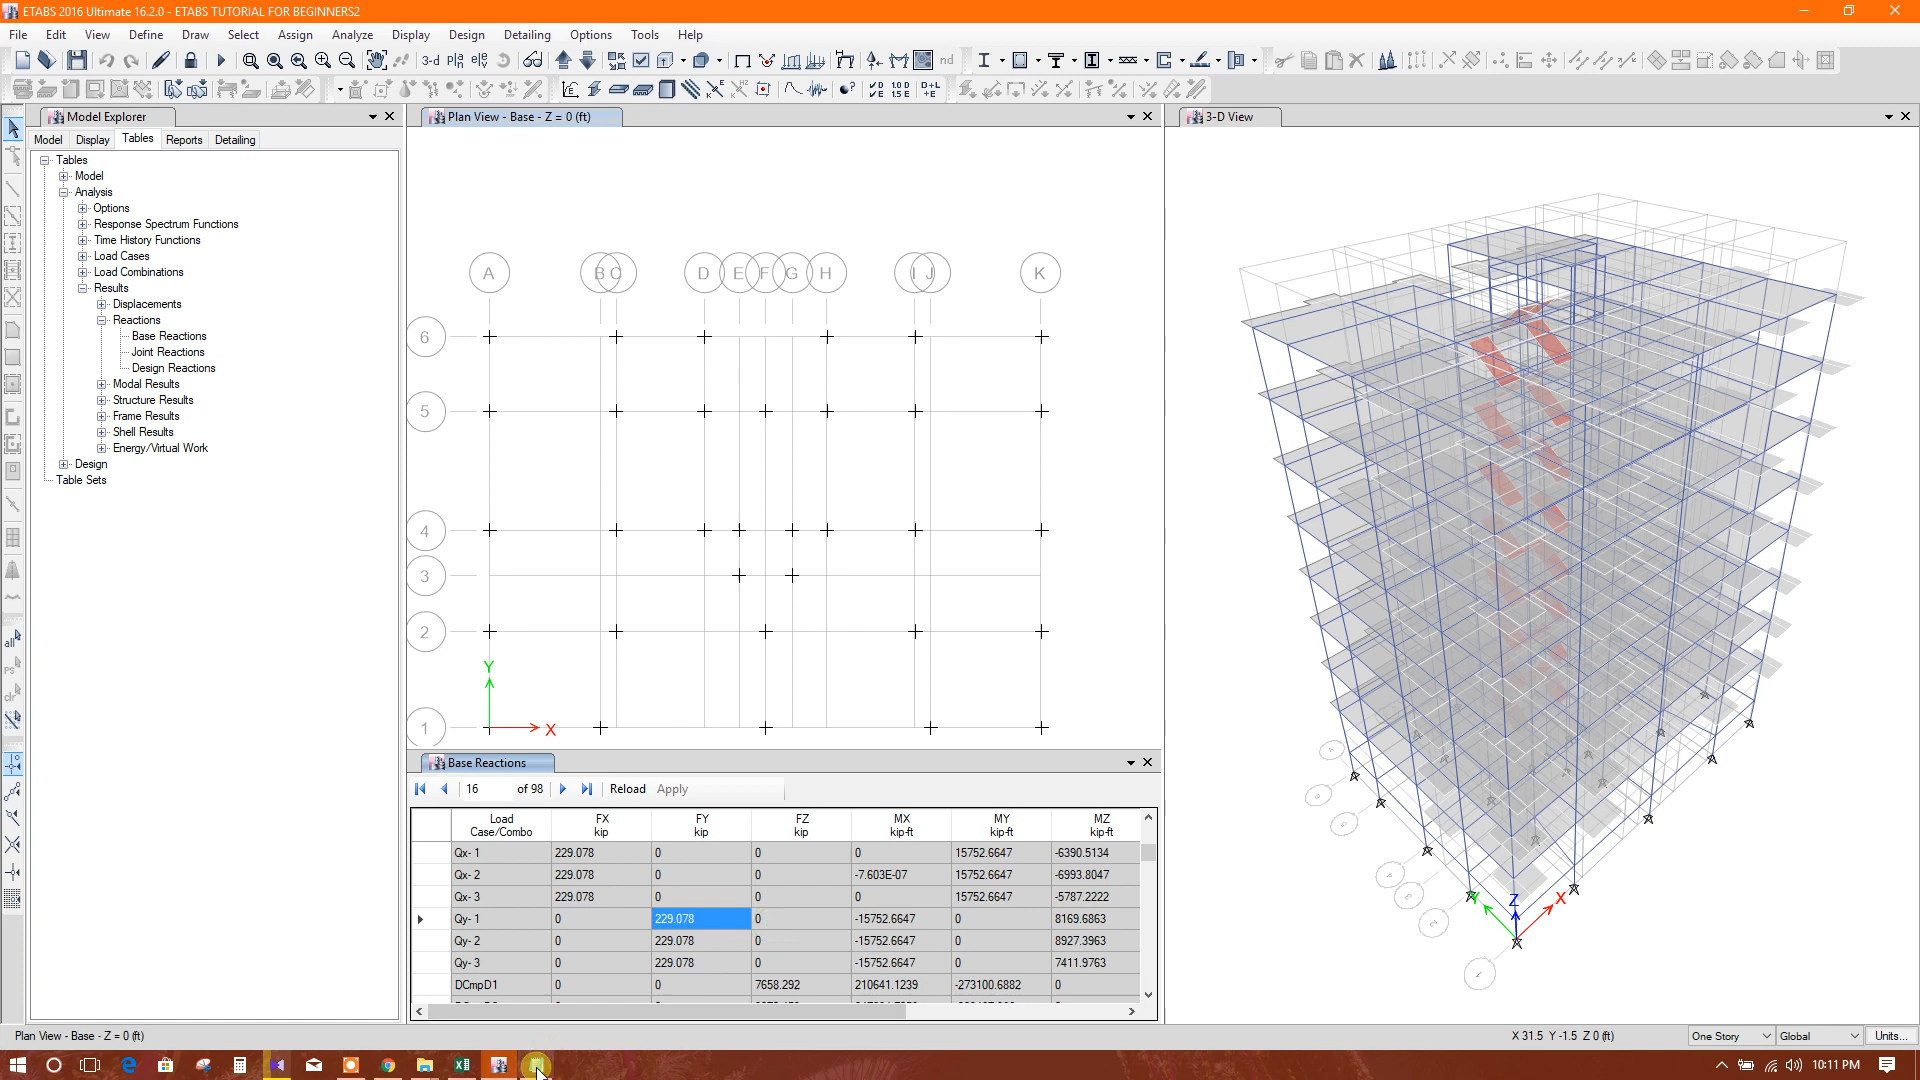 ETABS 2016 Ultimate 16.2.0 - ETABS TUTORIAL FOR BEGINNERS2
File Edit View Define Draw Select Assign Analyze Display Design Detailing Options Tools Help
3-d
nd
Model Explorer
Model Display Tables Reports Detailing
Tables
Model
Analysis
Options
Response Spectrum Functions
Time History Functions
Load Cases
Load Combinations
Results
Displacements
Reactions
Base Reactions
Joint Reactions
Design Reactions
Modal Results
Structure Results
Frame Results
Shell Results
Energy/Virtual Work
Design
Table Sets
all
PS
clr
Plan View - Base - Z = 0 (ft)
A B C D E F G H I J K
6
5
4
3
2
1
Y
X
Base Reactions
16 of 98 Reload Apply
Load Case/Combo FX kip FY kip FZ kip MX kip-ft MY kip-ft MZ kip-ft
Qx- 1 229.078 0 0 0 15752.6647 -6390.5134
Qx- 2 229.078 0 0 -7.603E-07 15752.6647 -6993.8047
Qx- 3 229.078 0 0 0 15752.6647 -5787.2222
Qy- 1 0 229.078 0 -15752.6647 0 8169.6863
Qy- 2 0 229.078 0 -15752.6647 0 8927.3963
Qy- 3 0 229.078 0 -15752.6647 0 7411.9763
DCmpD1 0 0 7658.292 210641.1239 -273100.6882 0
3-D View
Y Z X
Plan View - Base - Z = 0 (ft)
X 31.5 Y -1.5 Z 0 (ft)
One Story Global Units...
10:11 PM